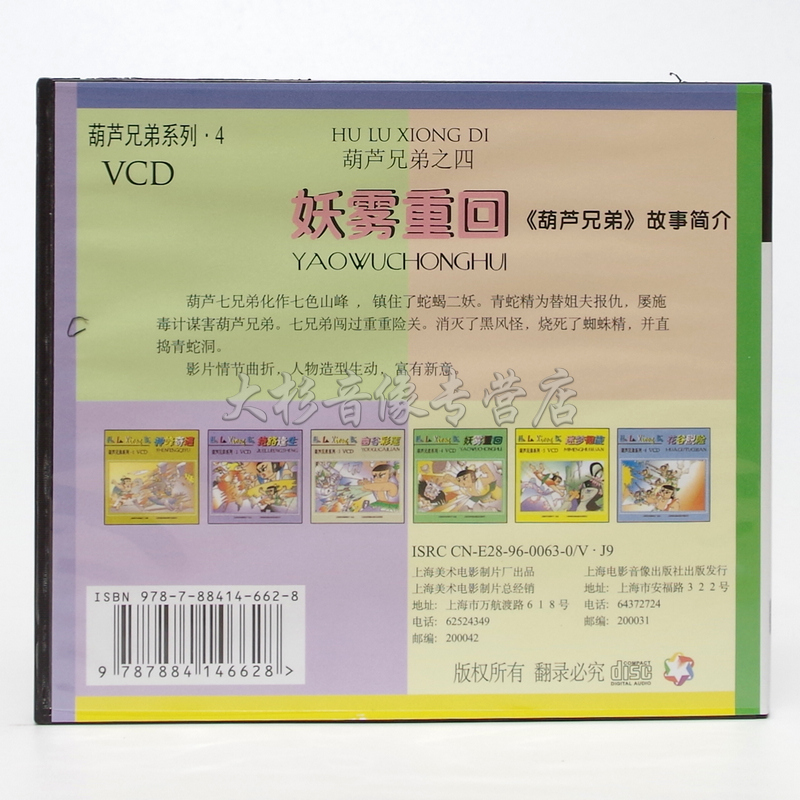 葫芦兄弟系列·4
VCD
HU LU XIONG DI
葫芦兄弟之四
妖雾重回
《葫芦兄弟》故事简介
YAOWUCHONGHUI
葫芦七兄弟化作七色山峰，镇住了蛇蝎二妖。青蛇精为替姐夫报仇，屡施
毒计谋害葫芦兄弟。七兄弟闯过重重险关。消灭了黑风怪，烧死了蜘蛛精，并直
捣青蛇洞。
影片情节曲折，人物造型生动，富有新意。
大杉音像专营店
妖雾重回
ISRC CN-E28-96-0063-0/V·J9
上海美术电影制片厂出品
上海美术电影制片总经销
地址：上海市万航渡路618号
电话：62524349
邮编：200042
上海电影音像出版社出版发行
地址：上海市安福路322号
电话：64372724
邮编：200031
ISBN 978-7-88414-662-8
9 787884 146628 >
版权所有 翻录必究
COMPACT
disc
DIGITAL AUDIO